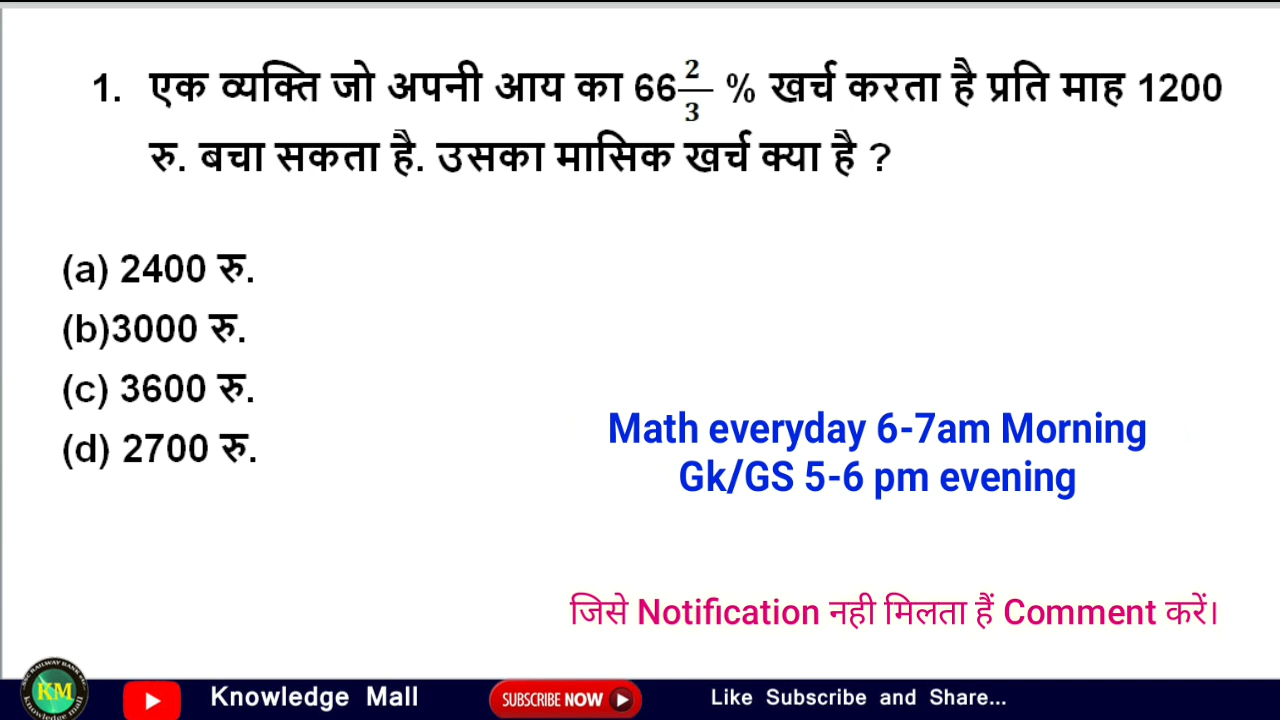 1. एक व्यक्ति जो अपनी आय का 66 2/3 % खर्च करता है प्रति माह 1200
रु. बचा सकता है. उसका मासिक खर्च क्या है ?
(a) 2400 रु.
(b)3000 रु.
(c) 3600 रु.
(d) 2700 रु.
Math everyday 6-7am Morning
Gk/GS 5-6 pm evening
जिसे Notification नही मिलता हैं Comment करें।
KM
Knowledge Mall
SUBSCRIBE NOW
Like Subscribe and Share...